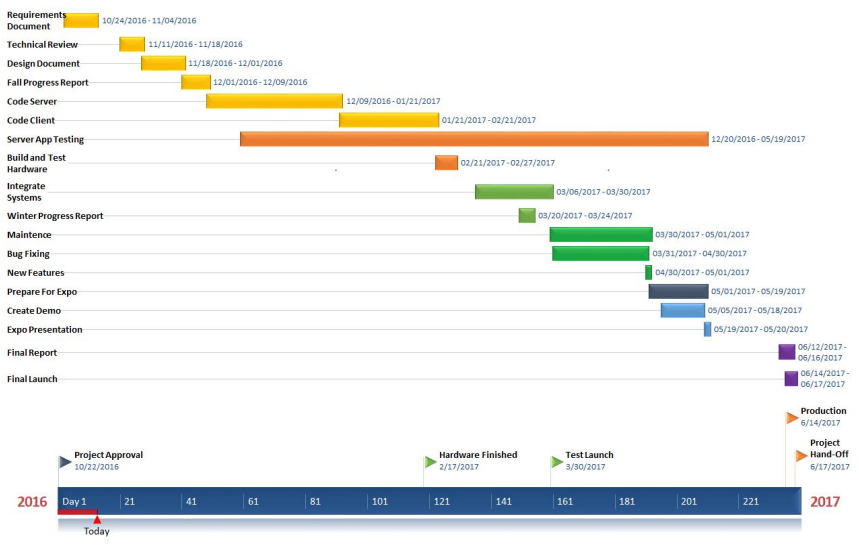 Requirements
Document
10/24/2016 - 11/04/2016
Technical Review
11/11/2016 - 11/18/2016
Design Document
11/18/2016 - 12/01/2016
Fall Progress Report
12/01/2016 - 12/09/2016
Code Server
12/09/2016 - 01/21/2017
Code Client
01/21/2017 - 02/21/2017
Server App Testing
12/20/2016 - 05/19/2017
Build and Test
Hardware
02/21/2017 - 02/27/2017
Integrate
Systems
03/06/2017 - 03/30/2017
Winter Progress Report
03/20/2017 - 03/24/2017
Maintence
03/30/2017 - 05/01/2017
Bug Fixing
03/31/2017 - 04/30/2017
New Features
04/30/2017 - 05/01/2017
Prepare For Expo
05/01/2017 - 05/19/2017
Create Demo
05/05/2017 - 05/18/2017
Expo Presentation
05/19/2017 - 05/20/2017
Final Report
06/12/2017 -
06/16/2017
Final Launch
06/14/2017 -
06/17/2017
Production
6/14/2017
Project Approval
10/22/2016
Hardware Finished
2/17/2017
Test Launch
3/30/2017
Project
Hand-Off
6/17/2017
2016 Day 1 21 41 61 81 101 121 141 161 181 201 221 2017
Today